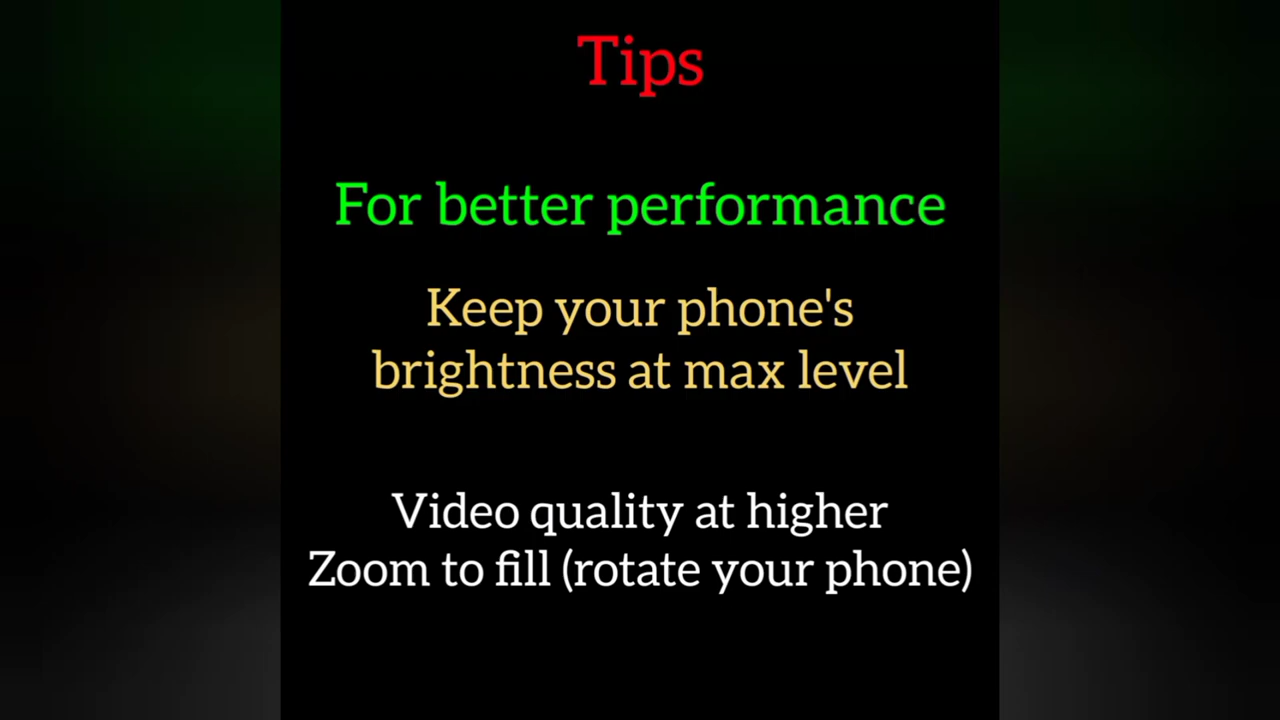 Tips
For better performance
Keep your phone's
brightness at max level
Video quality at higher
Zoom to fill (rotate your phone)